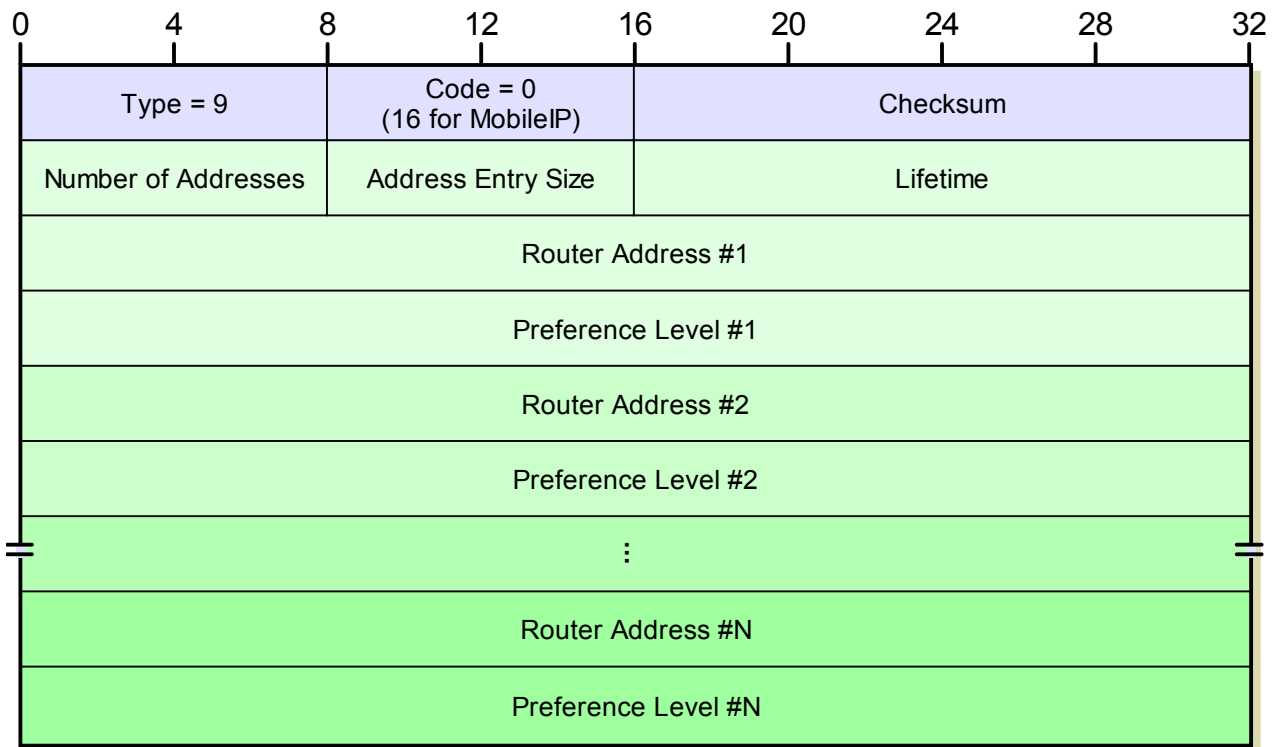 0 4 8 12 16 20 24 28 32
Type = 9
Code = 0
(16 for MobileIP)
Checksum
Number of Addresses
Address Entry Size
Lifetime
Router Address #1
Preference Level #1
Router Address #2
Preference Level #2
...
Router Address #N
Preference Level #N